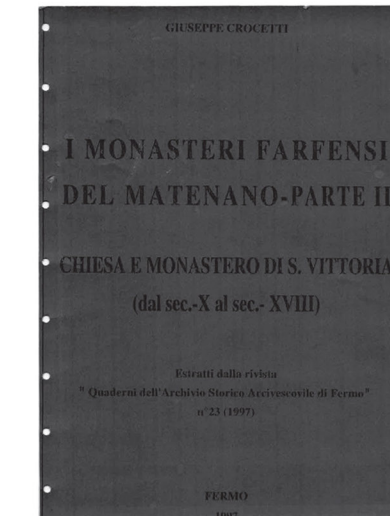 GIUSEPPE CROCETTI
I MONASTERI FARFENSI
DEL MATENANO-PARTE II
CHIESA E MONASTERO DI S. VITTORIA
(dal sec.-X al sec.- XVIII)
Estratti dalla rivista
" Quaderni dell'Archivio Storico Arcivescovile di Fermo"
n°23 (1997)
FERMO
1997